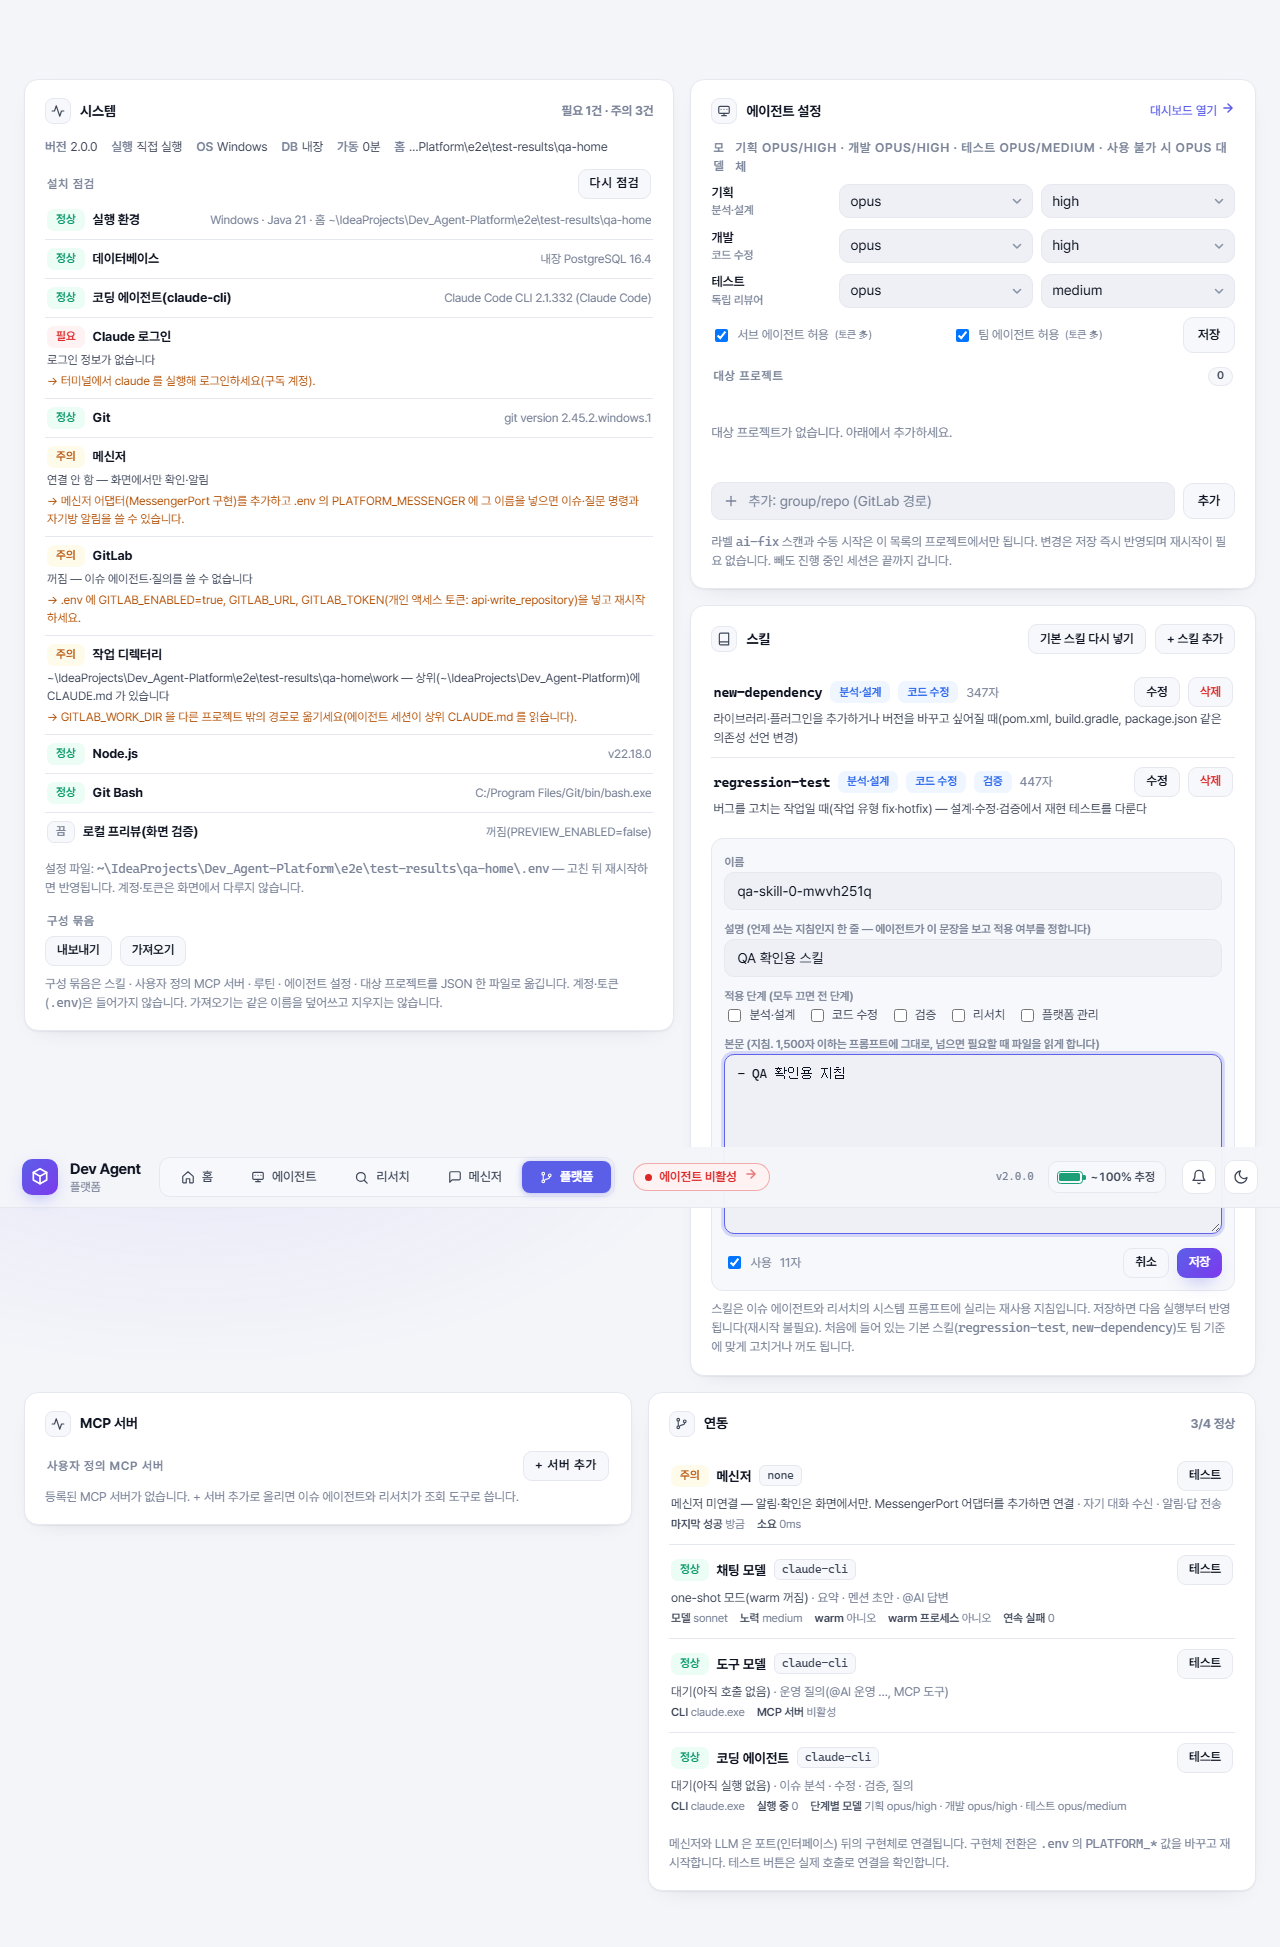 시스템
필요 1건 · 주의 3건
버전 2.0.0 실행 직접 실행 OS Windows DB 내장 가동 0분 홈 ...Platform\e2e\test-results\qa-home
설치 점검
다시 점검
정상 실행 환경 Windows · Java 21 · 홈 ~\IdeaProjects\Dev_Agent-Platform\e2e\test-results\qa-home
정상 데이터베이스 내장 PostgreSQL 16.4
정상 코딩 에이전트(claude-cli) Claude Code CLI 2.1.332 (Claude Code)
필요 Claude 로그인
로그인 정보가 없습니다
→ 터미널에서 claude 를 실행해 로그인하세요(구독 계정).
정상 Git git version 2.45.2.windows.1
주의 메신저
연결 안 함 — 화면에서만 확인·알림
→ 메신저 어댑터(MessengerPort 구현)를 추가하고 .env 의 PLATFORM_MESSENGER 에 그 이름을 넣으면 이슈·질문 명령과
자기방 알림을 쓸 수 있습니다.
주의 GitLab
꺼짐 — 이슈 에이전트·질의를 쓸 수 없습니다
→ .env 에 GITLAB_ENABLED=true, GITLAB_URL, GITLAB_TOKEN(개인 액세스 토큰: api·write_repository)을 넣고 재시작
하세요.
주의 작업 디렉터리
~\IdeaProjects\Dev_Agent-Platform\e2e\test-results\qa-home\work — 상위(~\IdeaProjects\Dev_Agent-Platform)에
CLAUDE.md 가 있습니다
→ GITLAB_WORK_DIR 을 다른 프로젝트 밖의 경로로 옮기세요(에이전트 세션이 상위 CLAUDE.md 를 읽습니다).
정상 Node.js v22.18.0
정상 Git Bash C:/Program Files/Git/bin/bash.exe
끔 로컬 프리뷰(화면 검증) 꺼짐(PREVIEW_ENABLED=false)
설정 파일: ~\IdeaProjects\Dev_Agent-Platform\e2e\test-results\qa-home\.env — 고친 뒤 재시작하
면 반영됩니다. 계정·토큰은 화면에서 다루지 않습니다.
구성 묶음
내보내기 가져오기
구성 묶음은 스킬 · 사용자 정의 MCP 서버 · 루틴 · 에이전트 설정 · 대상 프로젝트를 JSON 한 파일로 옮깁니다. 계정·토큰
(.env)은 들어가지 않습니다. 가져오기는 같은 이름을 덮어쓰고 지우지는 않습니다.
에이전트 설정
대시보드 열기 →
모델 기획 OPUS/HIGH · 개발 OPUS/HIGH · 테스트 OPUS/MEDIUM · 사용 불가 시 OPUS 대체
기획 opus high
분석·설계
개발 opus high
코드 수정
테스트 opus medium
독립 리뷰어
서브 에이전트 허용 (토큰 多) 팀 에이전트 허용 (토큰 多) 저장
대상 프로젝트 0
대상 프로젝트가 없습니다. 아래에서 추가하세요.
+ 추가: group/repo (GitLab 경로) 추가
라벨 ai-fix 스캔과 수동 시작은 이 목록의 프로젝트에서만 됩니다. 변경은 저장 즉시 반영되며 재시작이 필
요 없습니다. 빼도 진행 중인 세션은 끝까지 갑니다.
스킬
기본 스킬 다시 넣기 + 스킬 추가
new-dependency 분석·설계 코드 수정 347자 수정 삭제
라이브러리·플러그인을 추가하거나 버전을 바꾸고 싶어질 때(pom.xml, build.gradle, package.json 같은
의존성 선언 변경)
regression-test 분석·설계 코드 수정 검증 447자 수정 삭제
버그를 고치는 작업일 때(작업 유형 fix·hotfix) — 설계·수정·검증에서 재현 테스트를 다룬다
이름
qa-skill-0-mwvh251q
설명 (언제 쓰는 지침인지 한 줄 — 에이전트가 이 문장을 보고 적용 여부를 정합니다)
QA 확인용 스킬
적용 단계 (모두 끄면 전 단계)
분석·설계 코드 수정 검증 리서치 플랫폼 관리
본문 (지침. 1,500자 이하는 프롬프트에 그대로, 넘으면 필요할 때 파일을 읽게 합니다)
- QA 확인용 지침
Dev Agent
플랫폼
홈 에이전트 리서치 메신저 플랫폼
에이전트 비활성 →
v2.0.0 ~100% 추정
사용 11자 취소 저장
스킬은 이슈 에이전트와 리서치의 시스템 프롬프트에 실리는 재사용 지침입니다. 저장하면 다음 실행부터 반영
됩니다(재시작 불필요). 처음에 들어 있는 기본 스킬(regression-test, new-dependency)도 팀 기준
에 맞게 고치거나 꺼도 됩니다.
MCP 서버
사용자 정의 MCP 서버 + 서버 추가
등록된 MCP 서버가 없습니다. + 서버 추가로 올리면 이슈 에이전트와 리서치가 조회 도구로 씁니다.
연동
3/4 정상
주의 메신저 none 테스트
메신저 미연결 — 알림·확인은 화면에서만. MessengerPort 어댑터를 추가하면 연결 · 자기 대화 수신 · 알림·답 전송
마지막 성공 방금 소요 0ms
정상 채팅 모델 claude-cli 테스트
one-shot 모드(warm 꺼짐) · 요약 · 멘션 초안 · @AI 답변
모델 sonnet 노력 medium warm 아니오 warm 프로세스 아니오 연속 실패 0
정상 도구 모델 claude-cli 테스트
대기(아직 호출 없음) · 운영 질의(@AI 운영 ..., MCP 도구)
CLI claude.exe MCP 서버 비활성
정상 코딩 에이전트 claude-cli 테스트
대기(아직 실행 없음) · 이슈 분석 · 수정 · 검증, 질의
CLI claude.exe 실행 중 0 단계별 모델 기획 opus/high · 개발 opus/high · 테스트 opus/medium
메신저와 LLM 은 포트(인터페이스) 뒤의 구현체로 연결됩니다. 구현체 전환은 .env 의 PLATFORM_* 값을 바꾸고 재
시작합니다. 테스트 버튼은 실제 호출로 연결을 확인합니다.